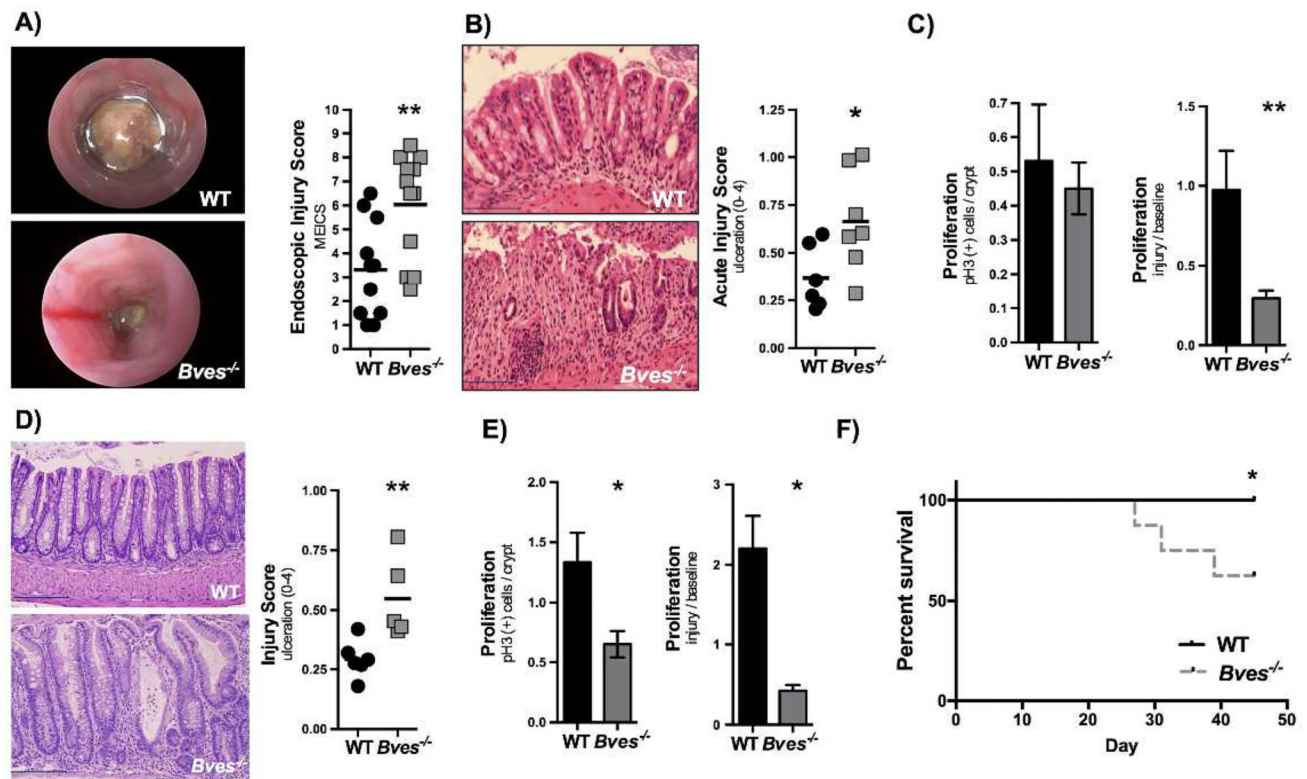 A)
WT
Bves-/-
Endoscopic Injury Score
MEICS
10
9
8
7
6
5
4
3
2
1
0
**
WT Bves-/-
B)
WT
Bves-/-
Acute Injury Score
ulceration (0- 4)
1.25
1.00
0.75
0.50
0.25
0.00
*
WT Bves-/-
C)
Proliferation
pH3 (+) cells / crypt
0.7
0.6
0.5
0.4
0.3
0.2
0.1
0.0
WT Bves-/-
Proliferation
injury / baseline
1.5
1.0
0.5
0.0
**
WT Bves-/-
D)
WT
Bves-/-
Injury Score
ulceration (0-4)
1.00
0.75
0.50
0.25
0.00
**
WT Bves-/-
E)
Proliferation
pH3 (+) cells / crypt
2.0
1.5
1.0
0.5
0.0
*
WT Bves-/-
Proliferation
injury / baseline
3
2
1
0
*
WT Bves-/-
F)
Percent survival
100
50
0
*
WT
Bves-/-
0 10 20 30 40 50
Day